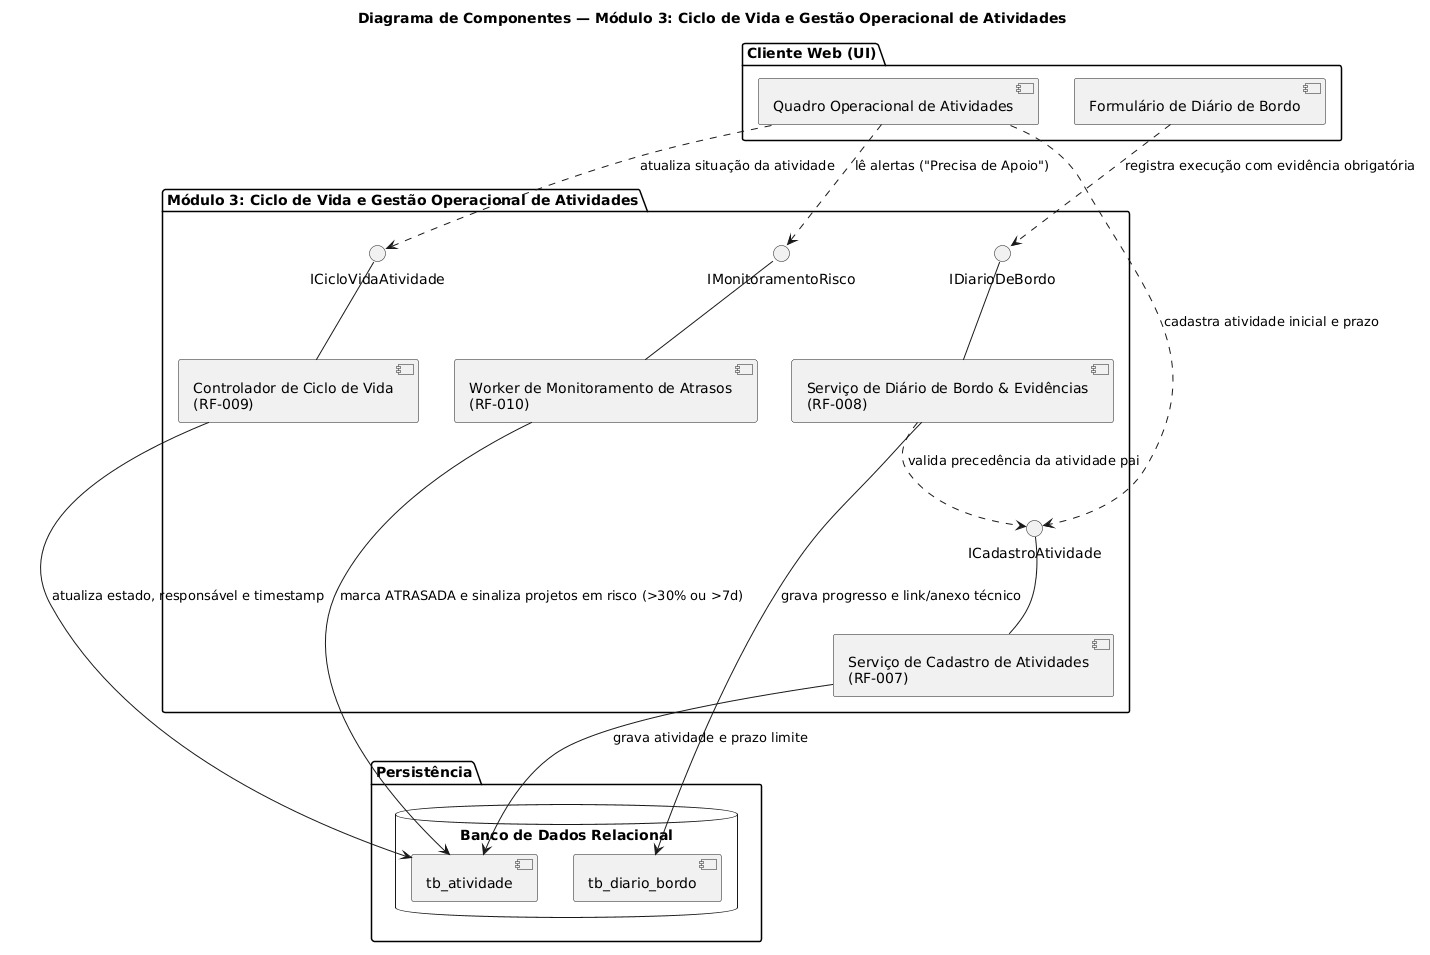 Diagrama de Componentes — Módulo 3: Ciclo de Vida e Gestão Operacional de Atividades
Cliente Web (UI)
Quadro Operacional de Atividades
Formulário de Diário de Bordo
atualiza situação da atividade
lê alertas ("Precisa de Apoio")
registra execução com evidência obrigatória
Módulo 3: Ciclo de Vida e Gestão Operacional de Atividades
ICicloVidaAtividade
IMonitoramentoRisco
IDiarioDeBordo
cadastra atividade inicial e prazo
Controlador de Ciclo de Vida
(RF-009)
Worker de Monitoramento de Atrasos
(RF-010)
Serviço de Diário de Bordo & Evidências
(RF-008)
valida precedência da atividade pai
ICadastroAtividade
atualiza estado, responsável e timestamp
marca ATRASADA e sinaliza projetos em risco (>30% ou >7d)
grava progresso e link/anexo técnico
Serviço de Cadastro de Atividades
(RF-007)
grava atividade e prazo limite
Persistência
Banco de Dados Relacional
tb_atividade
tb_diario_bordo